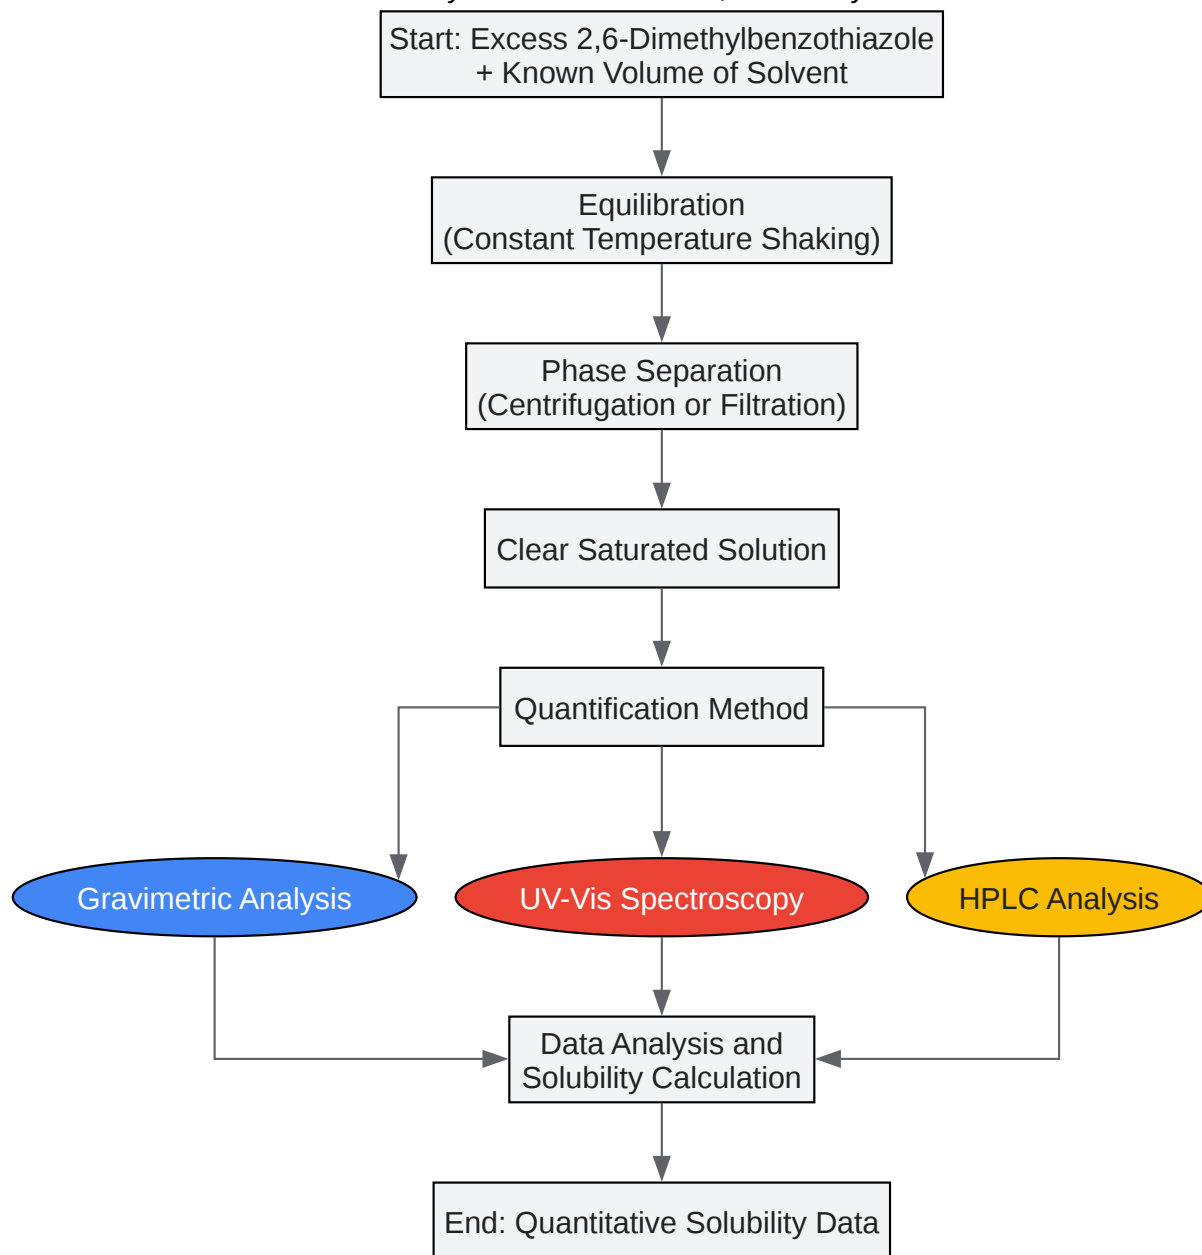 Start: Excess 2,6-Dimethylbenzothiazole
+ Known Volume of Solvent
Equilibration
(Constant Temperature Shaking)
Phase Separation
(Centrifugation or Filtration)
Clear Saturated Solution
Quantification Method
Gravimetric Analysis
UV-Vis Spectroscopy
HPLC Analysis
Data Analysis and
Solubility Calculation
End: Quantitative Solubility Data